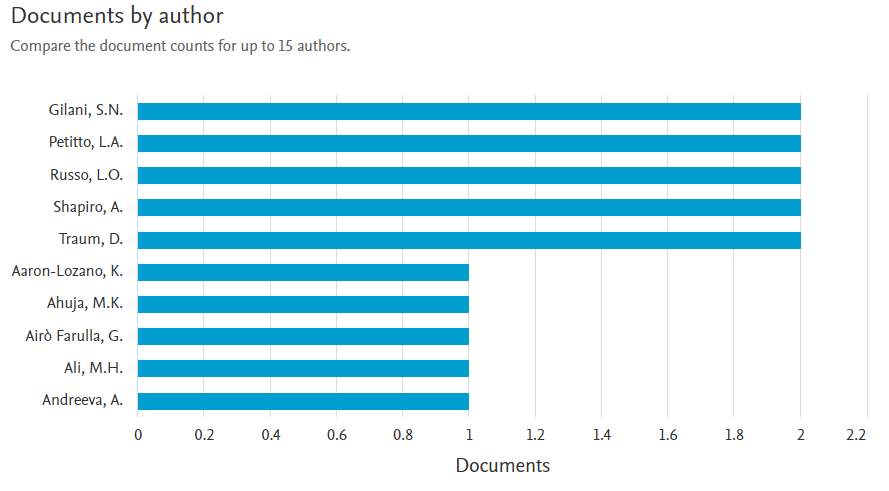 Documents by author
Compare the document counts for up to 15 authors.
Gilani, S.N.
Petitto, L.A.
Russo, L.O.
Shapiro, A.
Traum, D.
Aaron-Lozano, K.
Ahuja, M.K.
Airò Farulla, G.
Ali, M.H.
Andreeva, A.
0 0.2 0.4 0.6 0.8 1 1.2 1.4 1.6 1.8 2 2.2
Documents